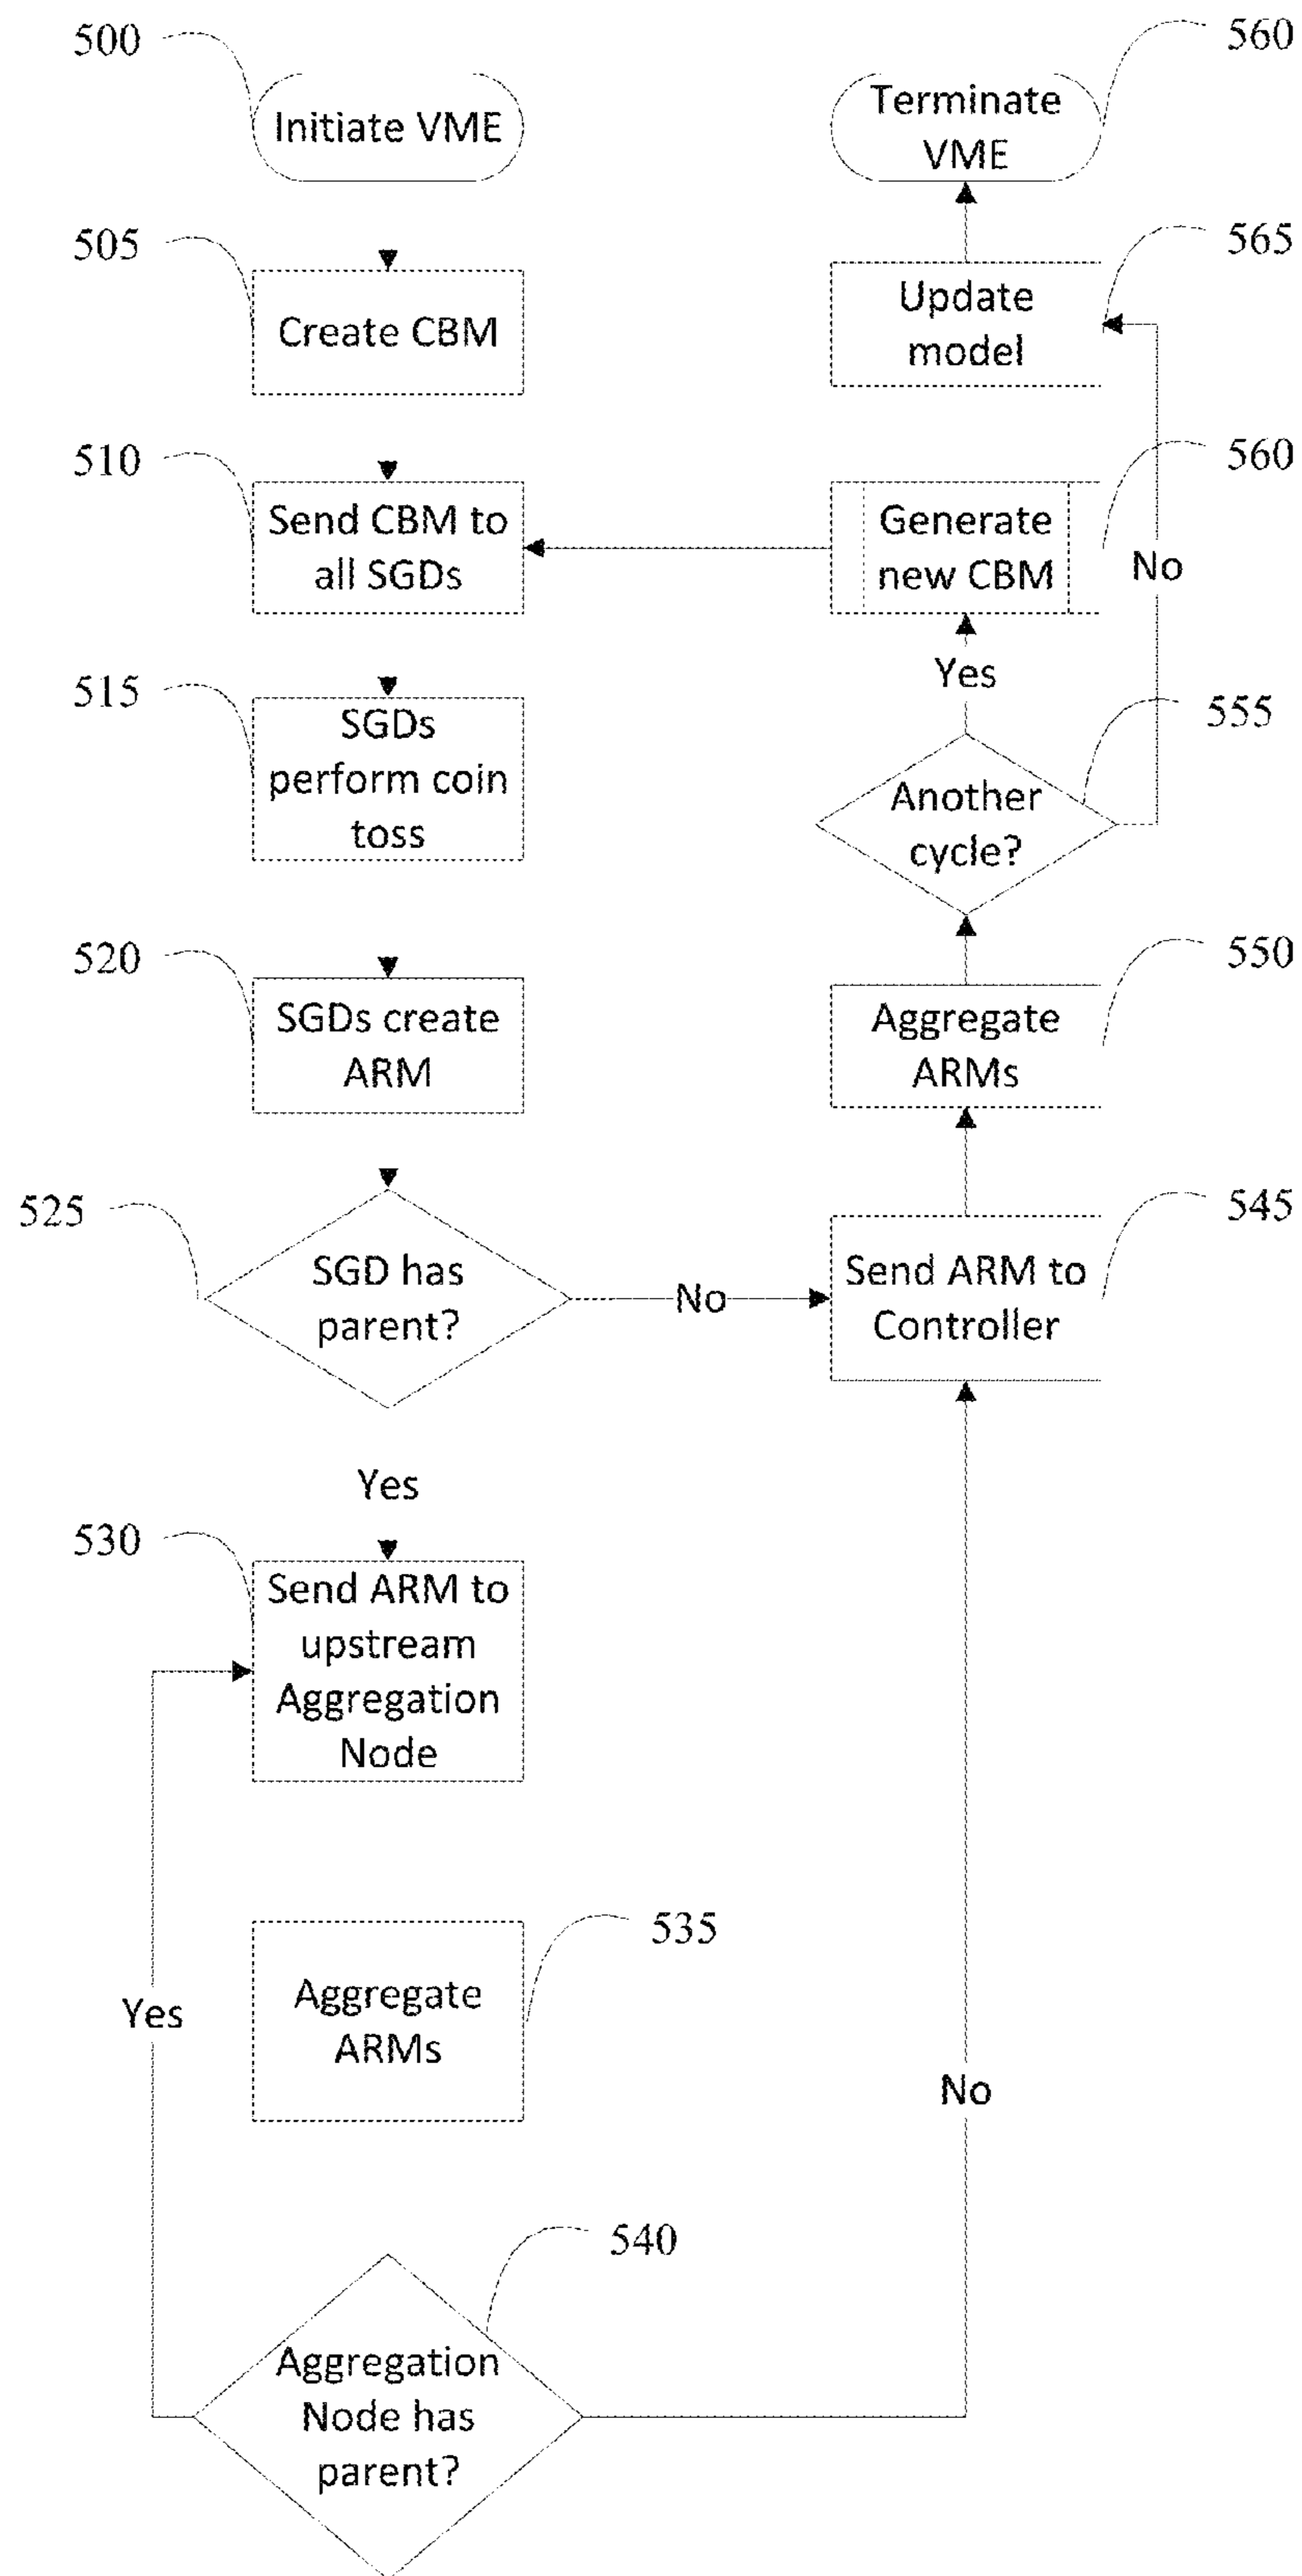 500
Initiate VME
505
Create CBM
510
Send CBM to
all SGDs
515
SGDs
perform coin
toss
520
SGDs create
ARM
525
SGD has
parent?
No
Yes
530
Send ARM to
upstream
Aggregation
Node
535
Aggregate
ARMs
Yes
540
Aggregation
Node has
parent?
No
545
Send ARM to
Controller
550
Aggregate
ARMs
555
Another
cycle?
Yes
No
560
Generate
new CBM
565
Update
model
560
Terminate
VME